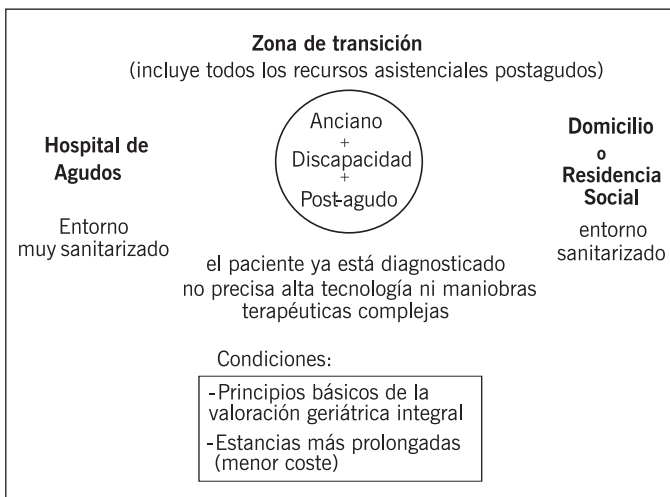 Zona de transición
(incluye todos los recursos asistenciales postagudos)
Anciano
+
Discapacidad
+
Post-agudo
Hospital de
Agudos
Entorno
muy sanitarizado
Domicilio
o
Residencia
Social
entorno
sanitarizado
el paciente ya está diagnosticado
no precisa alta tecnología ni maniobras
terapéuticas complejas
Condiciones:
-Principios básicos de la
valoración geriátrica integral
-Estancias más prolongadas
(menor coste)